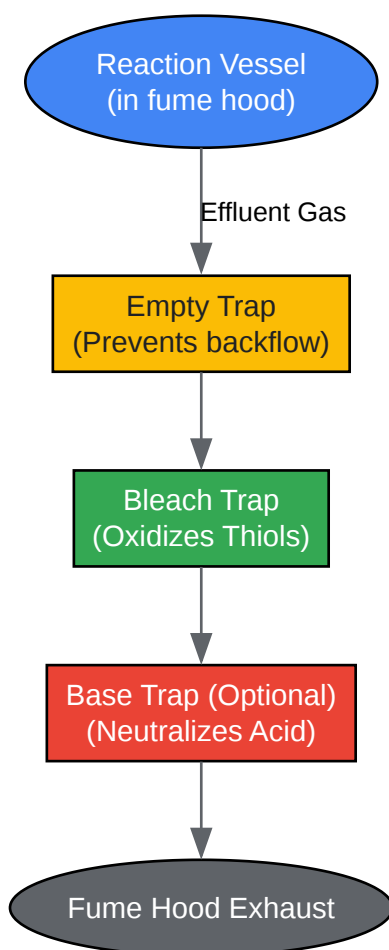 Reaction Vessel
(in fume hood)
Effluent Gas
Empty Trap
(Prevents backflow)
Bleach Trap
(Oxidizes Thiols)
Base Trap (Optional)
(Neutralizes Acid)
Fume Hood Exhaust